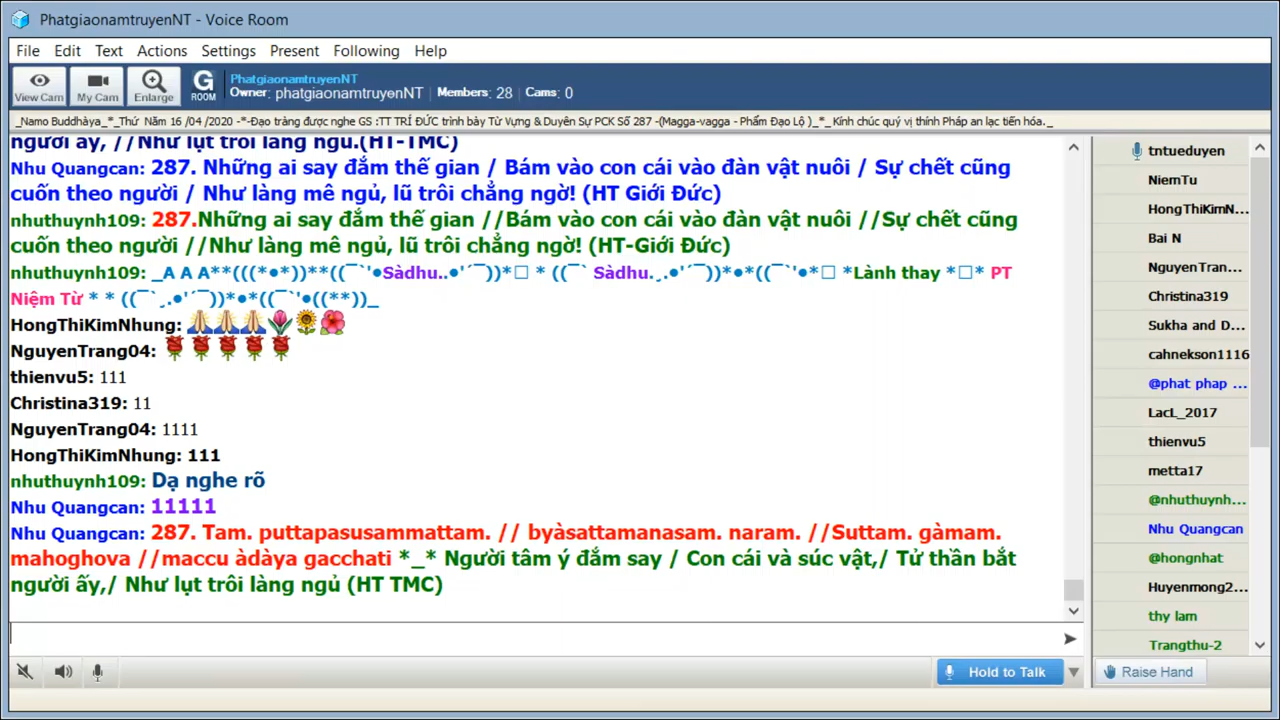 PhatgiaonamtruyenNT - Voice Room
File Edit Text Actions Settings Present Following Help
View Cam My Cam Enlarge G ROOM
PhatgiaonamtruyenNT
Owner: phatgiaonamtruyenNT Members: 28 Cams: 0
_Namo Buddhàya_*_Thứ Năm 16 /04 /2020 -*-Đạo tràng được nghe GS :TT TRÍ ĐỨC trình bày Từ Vựng & Duyên Sự PCK Số 287 -(Magga-vagga - Phẩm Đạo Lộ )_*_ Kính chúc quý vị thính Pháp an lạc tiến hóa._
người ấy, //Như lụt trôi làng ngủ.(HT-TMC)
Nhu Quangcan: 287. Những ai say đắm thế gian / Bám vào con cái vào đàn vật nuôi / Sự chết cũng
cuốn theo người / Như làng mê ngủ, lũ trôi chẳng ngờ! (HT Giới Đức)
nhuthuynh109: 287.Những ai say đắm thế gian //Bám vào con cái vào đàn vật nuôi //Sự chết cũng
cuốn theo người //Như làng mê ngủ, lũ trôi chẳng ngờ! (HT-Giới Đức)
nhuthuynh109: _A A A**(((*●*))**((¯`'●Sàdhu..●'´¯))*□ * ((¯` Sàdhu.¸.●'´¯))*●*((¯`'●*□ *Lành thay *□* PT
Niệm Từ * * ((¯`¸.●'´¯))*●*((¯`'●((**))_
HongThiKimNhung: 🙏🙏🙏🌷🌻🌺
NguyenTrang04: 🌹🌹🌹🌹🌹
thienvu5: 111
Christina319: 11
NguyenTrang04: 1111
HongThiKimNhung: 111
nhuthuynh109: Dạ nghe rõ
Nhu Quangcan: 11111
Nhu Quangcan: 287. Tam. puttapasusammattam. // byàsattamanasam. naram. //Suttam. gàmam.
mahoghova //maccu àdàya gacchati *_* Người tâm ý đắm say / Con cái và súc vật,/ Tử thần bắt
người ấy,/ Như lụt trôi làng ngủ (HT TMC)
Hold to Talk
tntueduyen
NiemTu
HongThiKimN...
Bai N
NguyenTran...
Christina319
Sukha and D...
cahnekson1116
@phat phap ...
LacL_2017
thienvu5
metta17
@nhuthuynh...
Nhu Quangcan
@hongnhat
Huyenmong2...
thy lam
Trangthu-2
Raise Hand